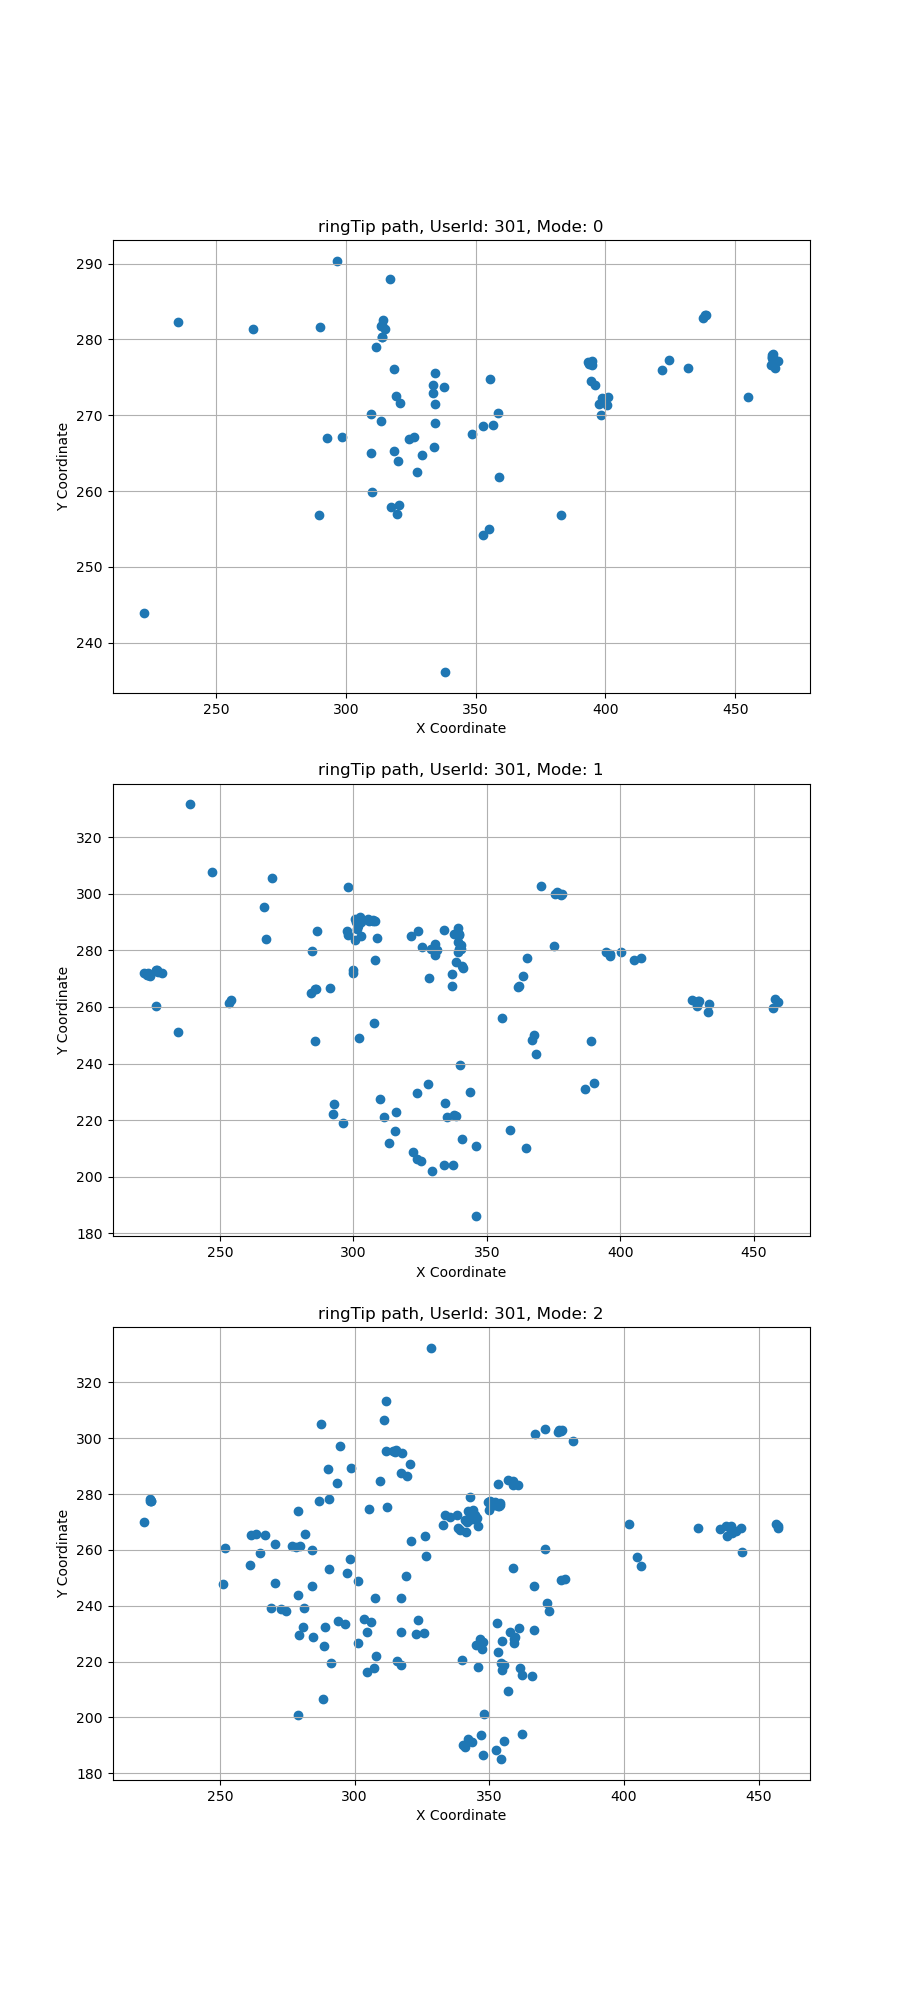 ringTip path, UserId: 301, Mode: 0
290
280
270
260
250
240
Y Coordinate
250 300 350 400 450
X Coordinate
ringTip path, UserId: 301, Mode: 1
320
300
280
260
240
220
200
180
Y Coordinate
250 300 350 400 450
X Coordinate
ringTip path, UserId: 301, Mode: 2
320
300
280
260
240
220
200
180
Y Coordinate
250 300 350 400 450
X Coordinate